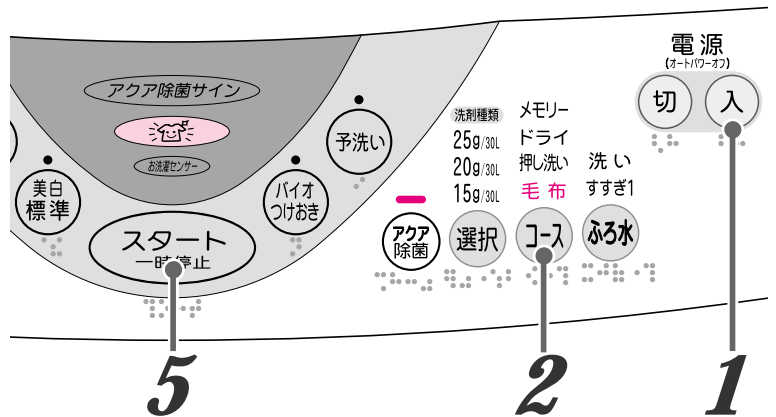 電源
(オートパワーオフ)
切 入
アクア除菌サイン
お洗濯センサー
予洗い
美白
標準
バイオ
つけおき
スタート
一時停止
洗剤種類
25g/30L
20g/30L
15g/30L
メモリー
ドライ
押し洗い
毛布
洗い
すすぎ1
アクア
除菌
選択
コース
ふろ水
5
2
1